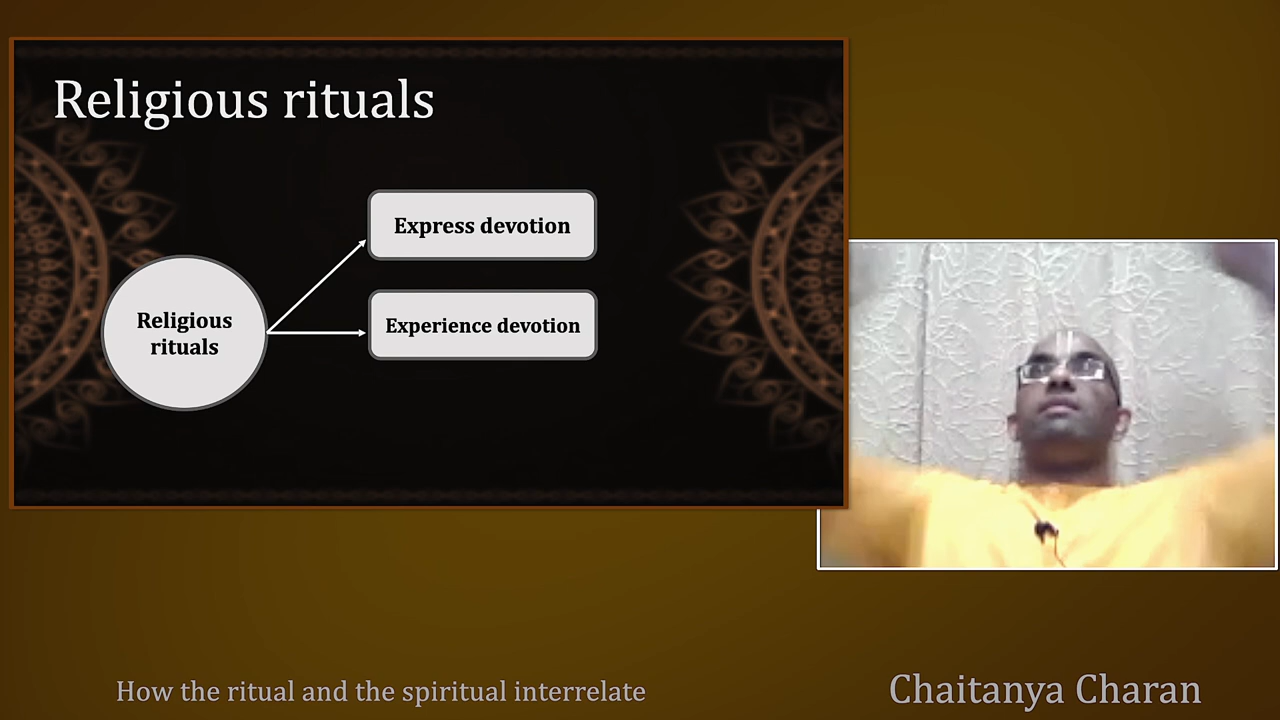 Religious rituals
Express devotion
Religious
rituals
Experience devotion
How the ritual and the spiritual interrelate
Chaitanya Charan